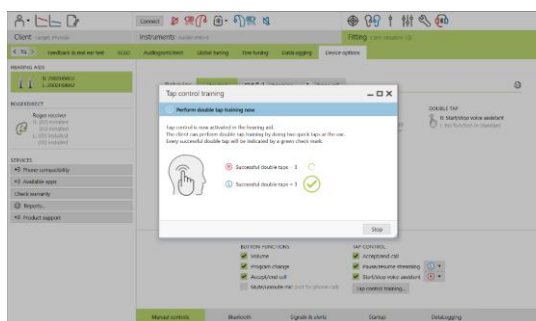 Connect
Client
Instruments
Fitting
Feedback & real ear test
AudiogramDirect
Global tuning
Fine tuning
DataLogging
Device options
HEARING AIDS
ROGERDIRECT
Roger receiver
SERVICES
Phone compatibility
Available apps
Check warranty
Reports...
Product support
Tap control training
Perform double tap training now
Tap control is now activated in the hearing aid.
The client can perform double tap training by doing two quick taps at the ear.
Every successful double tap will be indicated by a green check mark.
Successful double taps
Successful double taps
Stop
DOUBLE TAP
R: Start/stop voice assistant
BUTTON FUNCTIONS
TAP CONTROL
Volume
Accept/end call
Program change
Pause/resume streaming
Accept/end call
Start/stop voice assistant
Mute/unmute mic (not for phone call)
Tap control training...
Manual controls
Bluetooth
Signals & alerts
Startup
DataLogging